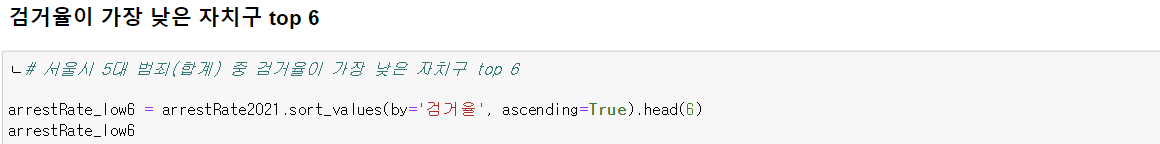 검거율이 가장 낮은 자치구 top 6
ㄴ# 서울시 5대 범죄(합계) 중 검거율이 가장 낮은 자치구 top 6
arrestRate_low6 = arrestRate2021.sort_values(by='검거율', ascending=True).head(6)
arrestRate_low6